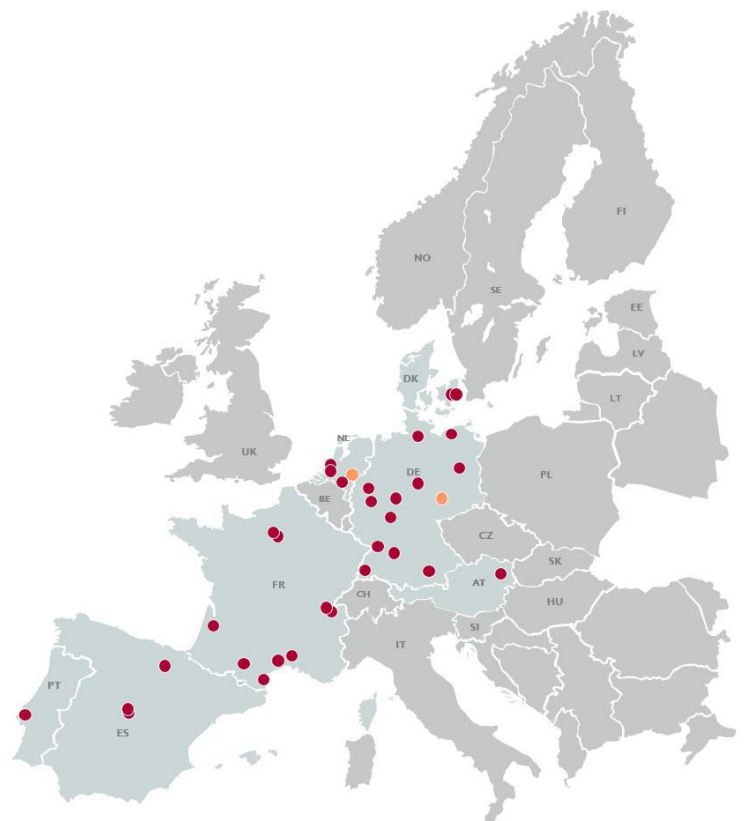 FI
NO
SE
EE
LV
DK
LT
NL
UK
DE
PL
BE
CZ
SK
FR
AT
CH
HU
SI
IT
PT
ES